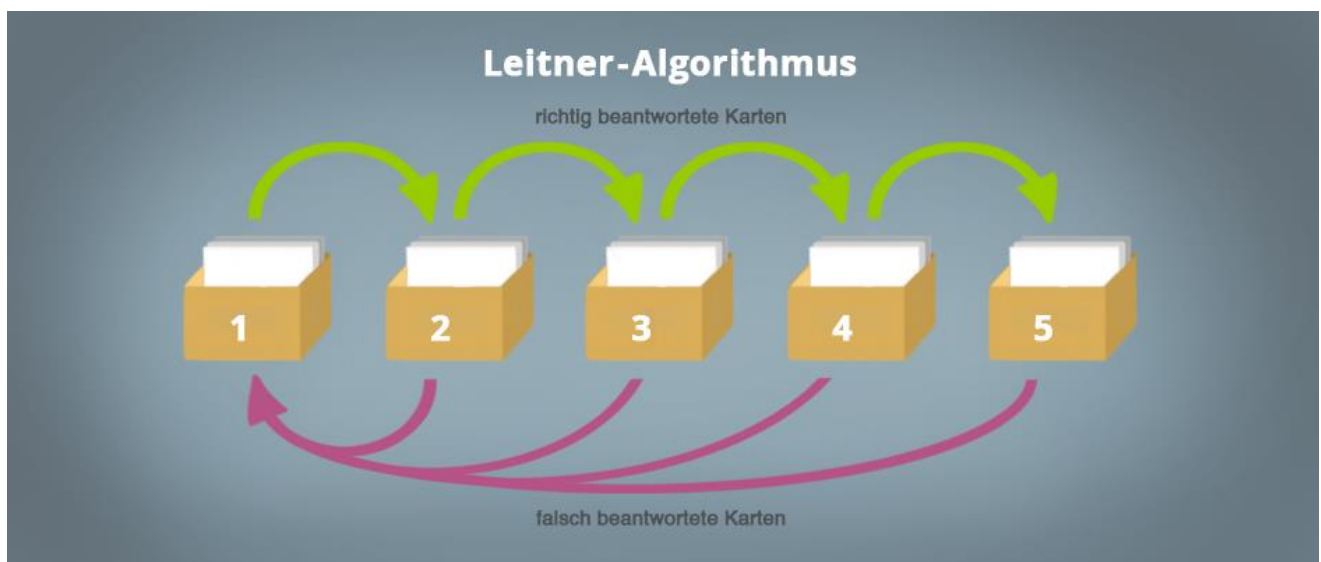 Leitner-Algorithmus
richtig beantwortete Karten
1 2 3 4 5
falsch beantwortete Karten